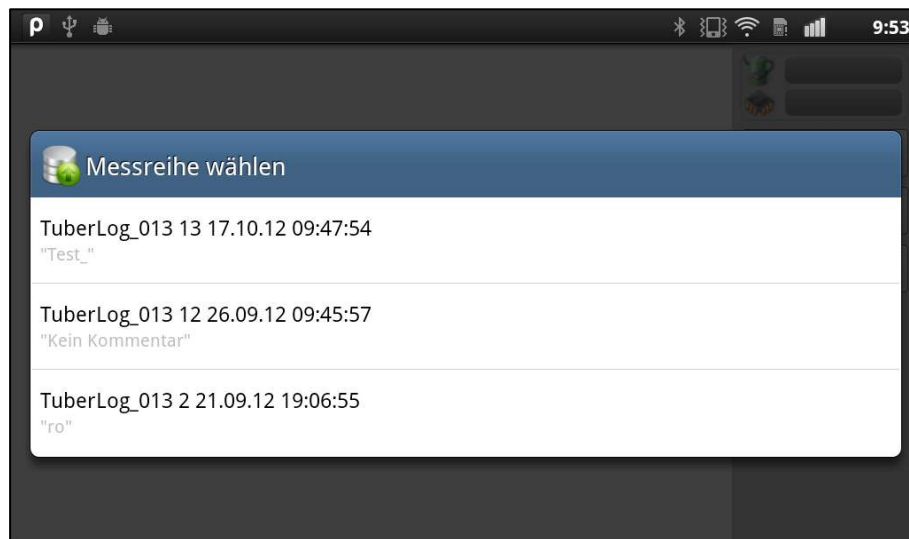 9:53
Messreihe wählen
TuberLog_013 13 17.10.12 09:47:54
"Test_"
TuberLog_013 12 26.09.12 09:45:57
"Kein Kommentar"
TuberLog_013 2 21.09.12 19:06:55
"ro"